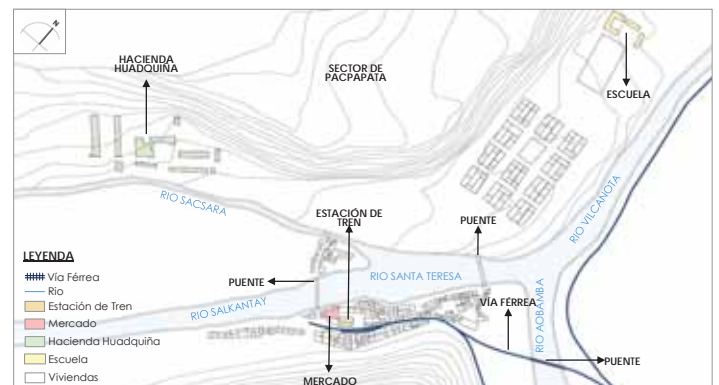 N
HACIENDA
HUADQUIÑA
SECTOR DE
PACPAPATA
ESCUELA
RIO SACSARA
ESTACIÓN DE
TREN
PUENTE
RIO VILCANOTA
LEYENDA
Vía Férrea
Rio
Estación de Tren
Mercado
Hacienda Huadquiña
Escuela
Viviendas
PUENTE
RIO SANTA TERESA
RIO SALKANTAY
VÍA FÉRREA
RIO AOBAMBA
PUENTE
MERCADO